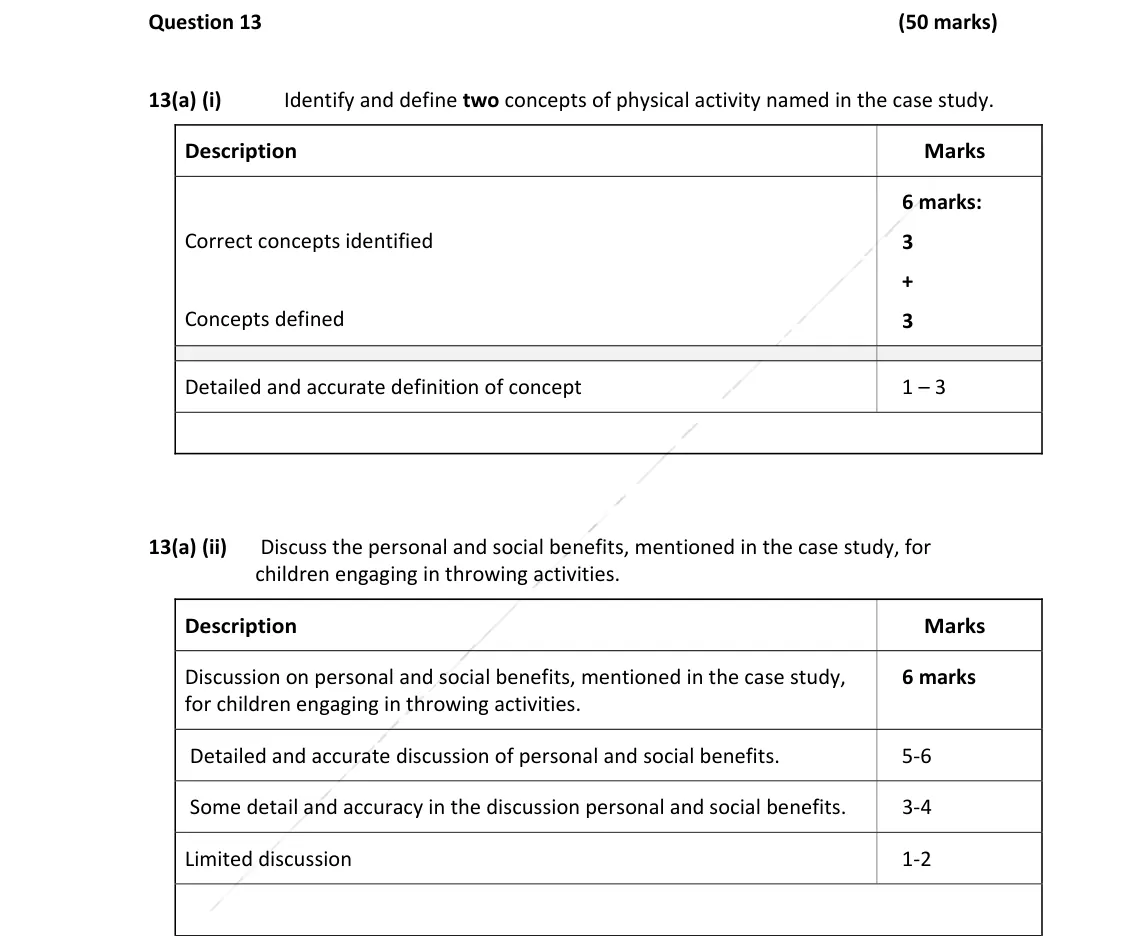 Question 13 (50 marks)
13(a) (i) Identify and define two concepts of physical activity named in the case study.
Description Marks
6 marks:
Correct concepts identified 3
+
Concepts defined 3
Detailed and accurate definition of concept 1 – 3
13(a) (ii) Discuss the personal and social benefits, mentioned in the case study, for
children engaging in throwing activities.
Description Marks
Discussion on personal and social benefits, mentioned in the case study, 6 marks
for children engaging in throwing activities.
Detailed and accurate discussion of personal and social benefits. 5-6
Some detail and accuracy in the discussion personal and social benefits. 3-4
Limited discussion 1-2